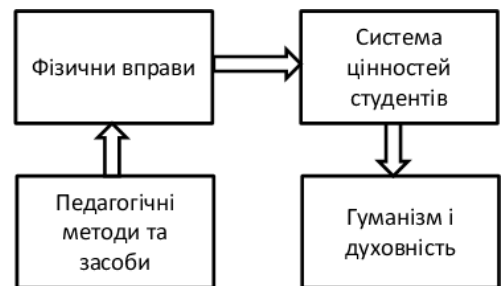 Фізични вправи
Система
цінностей
студентів
Педагогічні
методи та
засоби
Гуманізм і
духовність